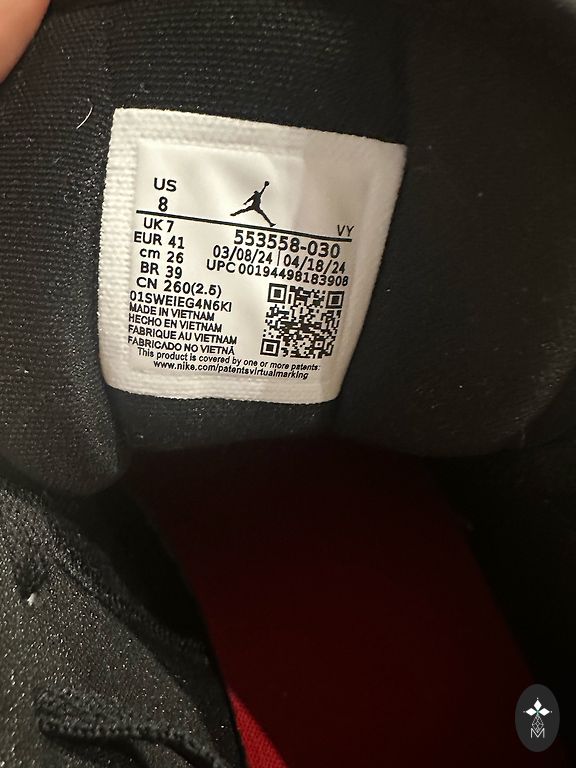 US
8
VY
UK 7
553558-030
EUR 41
03/08/24 | 04/18/24
cm 26
UPC 00194498183908
BR 39
CN 260(2.5)
01SWEIEG4N6KI
MADE IN VIETNAM
HECHO EN VIETNAM
FABRIQUE AU VIETNAM
FABRICADO NO VIETNÃ
This product is covered by one or more patents:
www.nike.com/patentsvirtualmarking
M